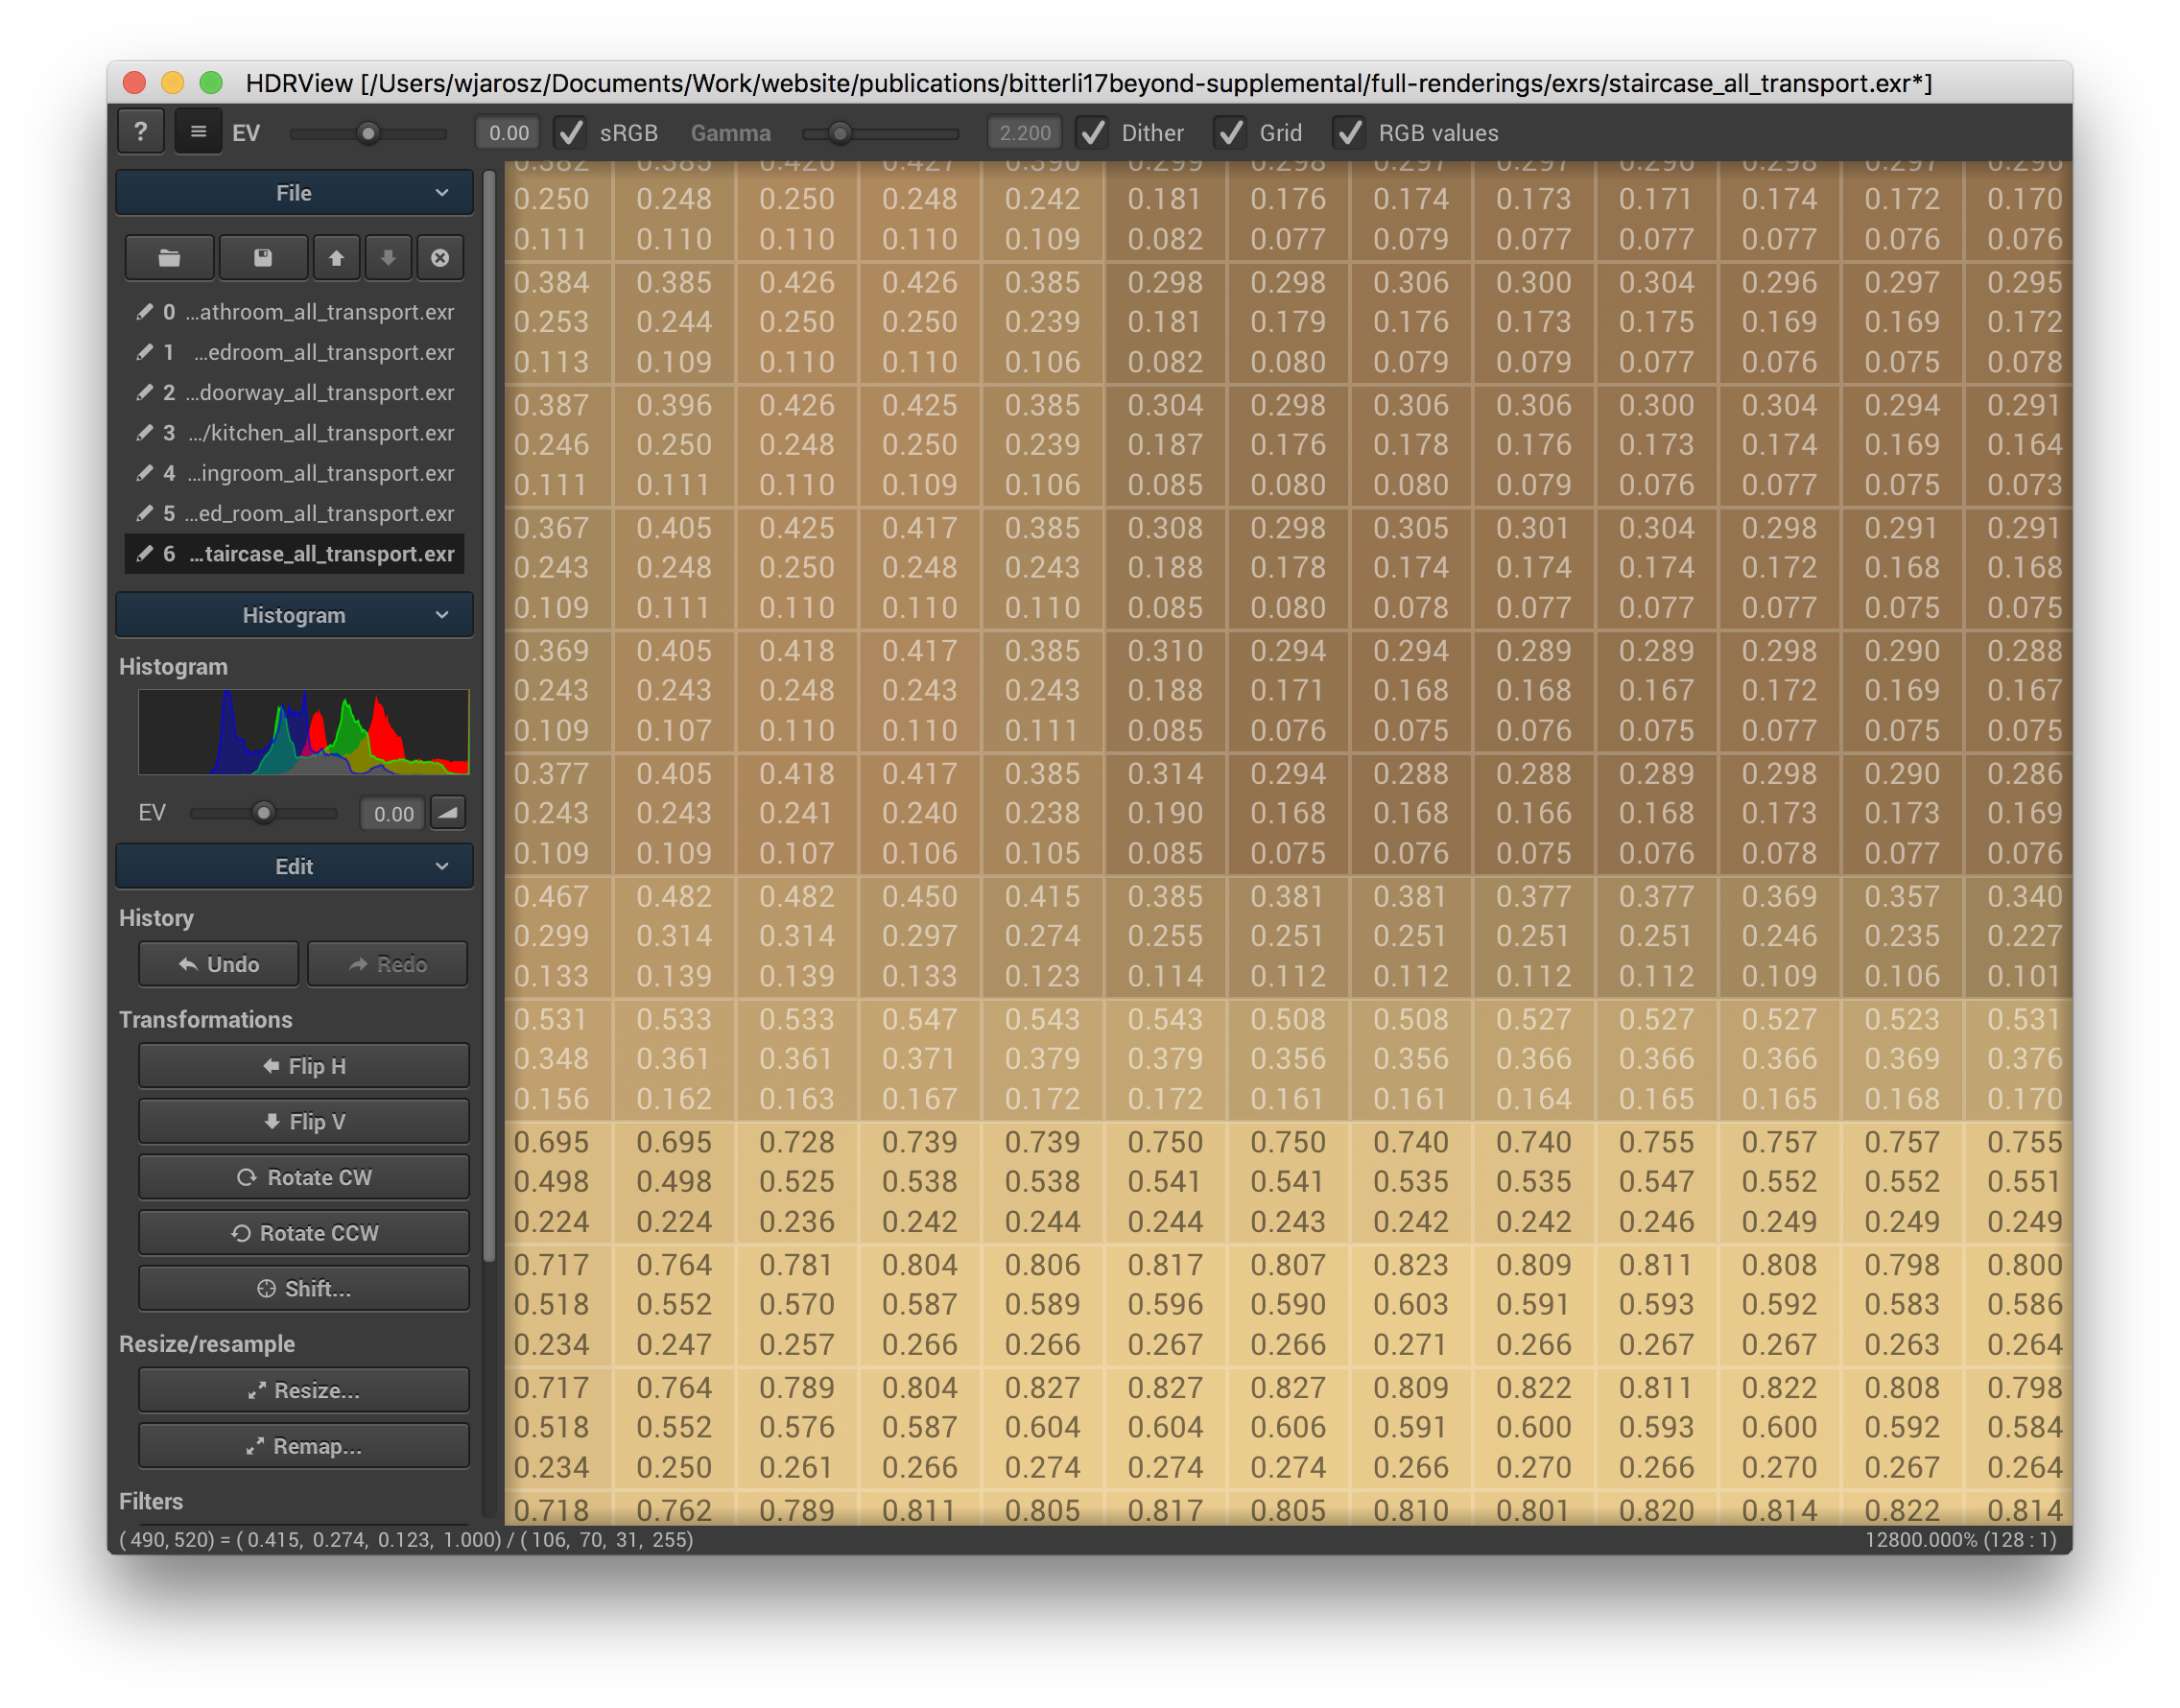 HDRView [/Users/wjarosz/Documents/Work/website/publications/bitterli17beyond-supplemental/full-renderings/exrs/staircase_all_transport.exr*]
? EV 0.00 sRGB Gamma 2.200 Dither Grid RGB values
File
0 ...athroom_all_transport.exr
1 ...edroom_all_transport.exr
2 ...doorway_all_transport.exr
3 .../kitchen_all_transport.exr
4 ...ingroom_all_transport.exr
5 ...ed_room_all_transport.exr
6 ...taircase_all_transport.exr
Histogram
Histogram
EV 0.00
Edit
History
Undo Redo
Transformations
Flip H
Flip V
Rotate CW
Rotate CCW
Shift...
Resize/resample
Resize...
Remap...
Filters
0.382 0.385 0.426 0.427 0.390 0.299 0.298 0.297 0.297 0.296 0.298 0.297 0.296
0.250 0.248 0.250 0.248 0.242 0.181 0.176 0.174 0.173 0.171 0.174 0.172 0.170
0.111 0.110 0.110 0.110 0.109 0.082 0.077 0.079 0.077 0.077 0.077 0.076 0.076
0.384 0.385 0.426 0.426 0.385 0.298 0.298 0.306 0.300 0.304 0.296 0.297 0.295
0.253 0.244 0.250 0.250 0.239 0.181 0.179 0.176 0.173 0.175 0.169 0.169 0.172
0.113 0.109 0.110 0.110 0.106 0.082 0.080 0.079 0.079 0.077 0.076 0.075 0.078
0.387 0.396 0.426 0.425 0.385 0.304 0.298 0.306 0.306 0.300 0.304 0.294 0.291
0.246 0.250 0.248 0.250 0.239 0.187 0.176 0.178 0.176 0.173 0.174 0.169 0.164
0.111 0.111 0.110 0.109 0.106 0.085 0.080 0.080 0.079 0.076 0.077 0.075 0.073
0.367 0.405 0.425 0.417 0.385 0.308 0.298 0.305 0.301 0.304 0.298 0.291 0.291
0.243 0.248 0.250 0.248 0.243 0.188 0.178 0.174 0.174 0.174 0.172 0.168 0.168
0.109 0.111 0.110 0.110 0.110 0.085 0.080 0.078 0.077 0.077 0.077 0.075 0.075
0.369 0.405 0.418 0.417 0.385 0.310 0.294 0.294 0.289 0.289 0.298 0.290 0.288
0.243 0.243 0.248 0.243 0.243 0.188 0.171 0.168 0.168 0.167 0.172 0.169 0.167
0.109 0.107 0.110 0.110 0.111 0.085 0.076 0.075 0.076 0.075 0.077 0.075 0.075
0.377 0.405 0.418 0.417 0.385 0.314 0.294 0.288 0.288 0.289 0.298 0.290 0.286
0.243 0.243 0.241 0.240 0.238 0.190 0.168 0.168 0.166 0.168 0.173 0.173 0.169
0.109 0.109 0.107 0.106 0.105 0.085 0.075 0.076 0.075 0.076 0.078 0.077 0.076
0.467 0.482 0.482 0.450 0.415 0.385 0.381 0.381 0.377 0.377 0.369 0.357 0.340
0.299 0.314 0.314 0.297 0.274 0.255 0.251 0.251 0.251 0.251 0.246 0.235 0.227
0.133 0.139 0.139 0.133 0.123 0.114 0.112 0.112 0.112 0.112 0.109 0.106 0.101
0.531 0.533 0.533 0.547 0.543 0.543 0.508 0.508 0.527 0.527 0.527 0.523 0.531
0.348 0.361 0.361 0.371 0.379 0.379 0.356 0.356 0.366 0.366 0.366 0.369 0.376
0.156 0.162 0.163 0.167 0.172 0.172 0.161 0.161 0.164 0.165 0.165 0.168 0.170
0.695 0.695 0.728 0.739 0.739 0.750 0.750 0.740 0.740 0.755 0.757 0.757 0.755
0.498 0.498 0.525 0.538 0.538 0.541 0.541 0.535 0.535 0.547 0.552 0.552 0.551
0.224 0.224 0.236 0.242 0.244 0.244 0.243 0.242 0.242 0.246 0.249 0.249 0.249
0.717 0.764 0.781 0.804 0.806 0.817 0.807 0.823 0.809 0.811 0.808 0.798 0.800
0.518 0.552 0.570 0.587 0.589 0.596 0.590 0.603 0.591 0.593 0.592 0.583 0.586
0.234 0.247 0.257 0.266 0.266 0.267 0.266 0.271 0.266 0.267 0.267 0.263 0.264
0.717 0.764 0.789 0.804 0.827 0.827 0.827 0.809 0.822 0.811 0.822 0.808 0.798
0.518 0.552 0.576 0.587 0.604 0.604 0.606 0.591 0.600 0.593 0.600 0.592 0.584
0.234 0.250 0.261 0.266 0.274 0.274 0.274 0.266 0.270 0.266 0.270 0.267 0.264
0.718 0.762 0.789 0.811 0.805 0.817 0.805 0.810 0.801 0.820 0.814 0.822 0.814
( 490, 520) = ( 0.415, 0.274, 0.123, 1.000) / ( 106, 70, 31, 255)
12800.000% (128 : 1)